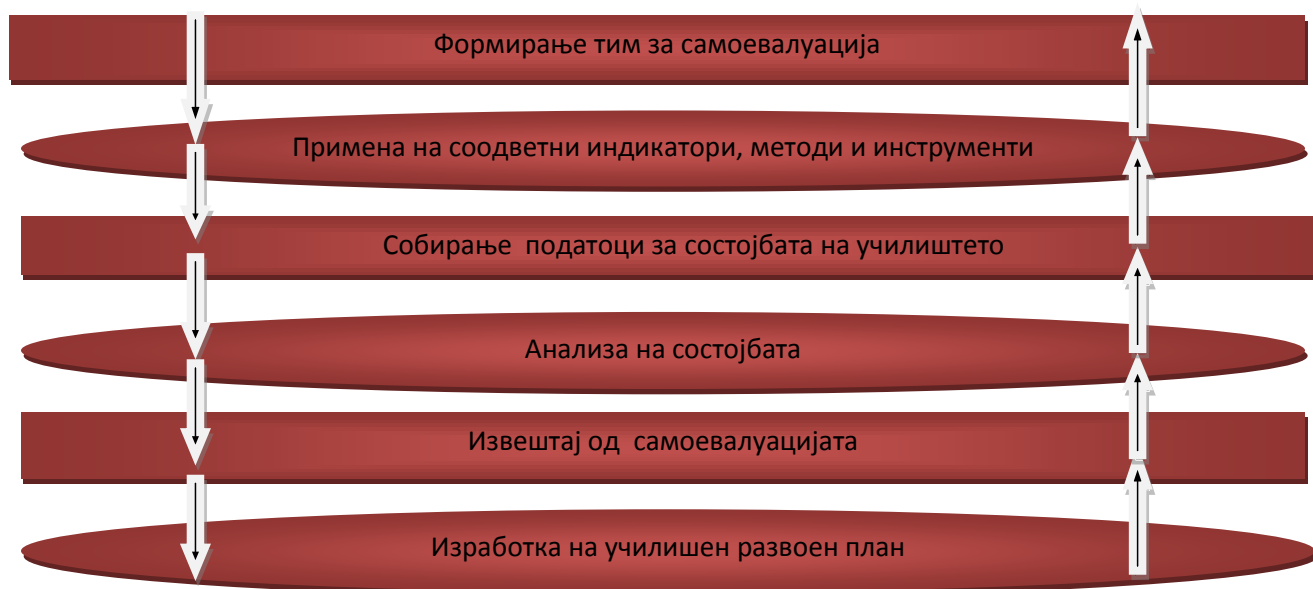 Формирање тим за самоевалуација
Примена на соодветни индикатори, методи и инструменти
Собирање податоци за состојбата на училиштето
Анализа на состојбата
Извештај од самоевалуацијата
Изработка на училишен развоен план